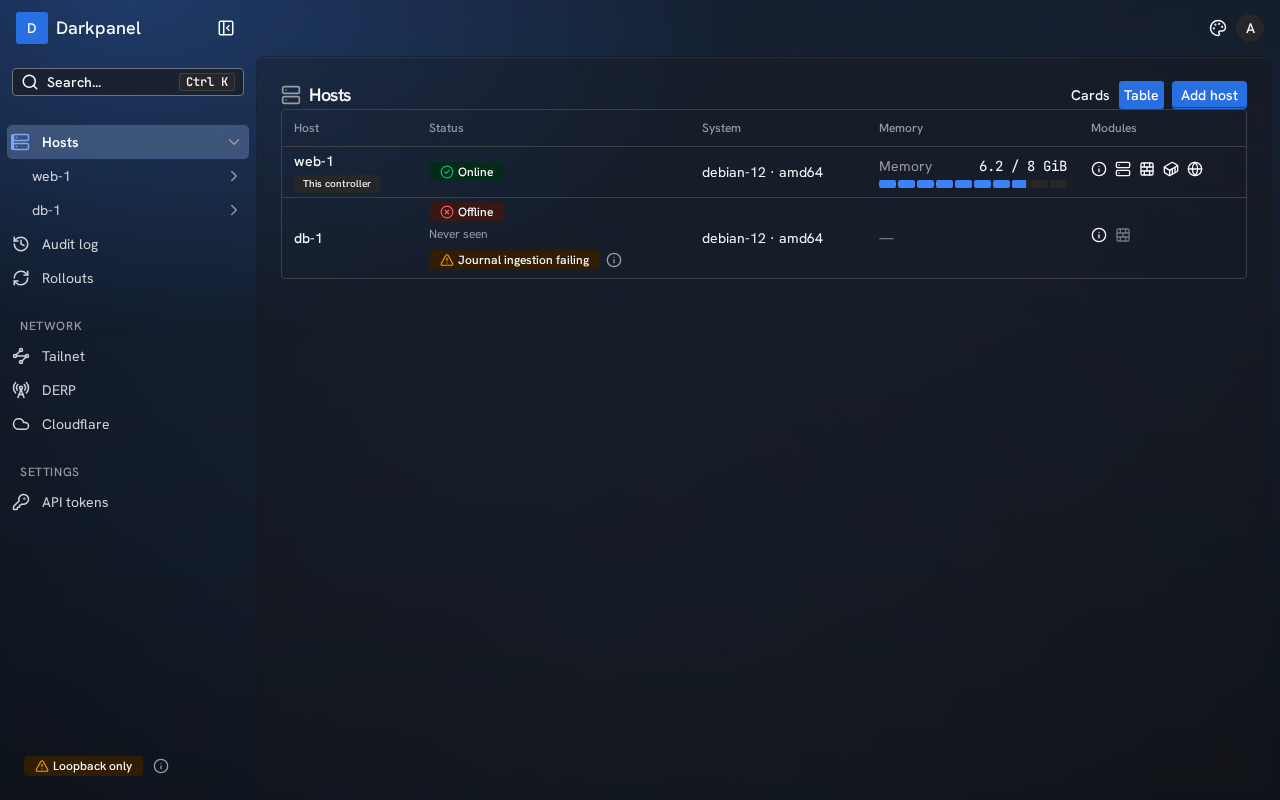 D Darkpanel
A
Search... Ctrl K
Hosts
web-1
db-1
Audit log
Rollouts
NETWORK
Tailnet
DERP
Cloudflare
SETTINGS
API tokens
Loopback only
Hosts
Cards Table Add host
Host Status System Memory Modules
web-1
This controller
Online
debian-12 · amd64
Memory 6.2 / 8 GiB
db-1
Offline
Never seen
Journal ingestion failing
debian-12 · amd64
—